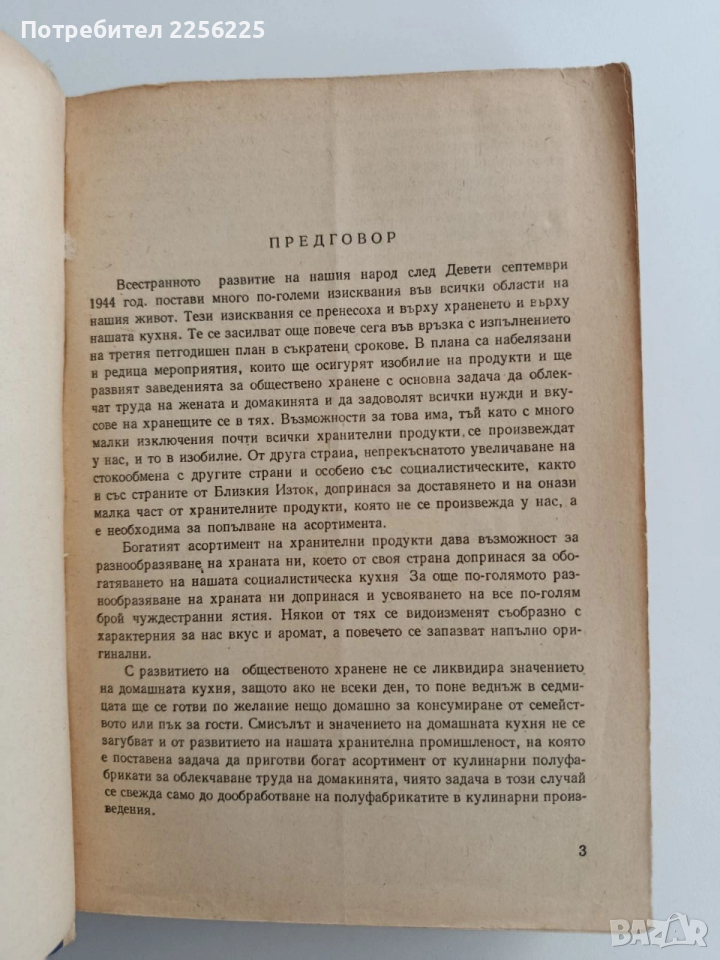 Потребител 2256225
ПРЕДГОВОР
Всестранното развитие на нашия народ след Девети септември
1944 год. постави много по-големи изисквания във всички области на
нашия живот. Тези изисквания се пренесоха и върху храненето и върху
нашата кухня. Те се засилват още повече сега във връзка с изпълнението
на третия петгодишен план в съкратени срокове. В плана са набелязани
и редица мероприятия, които ще осигурят изобилие на продукти и ще
развият заведенията за обществено хранене с основна задача да облек-
чат труда на жената и домакинята и да задоволят всички нужди и вку-
сове на хранещите се в тях. Възможности за това има, тъй като с много
малки изключения почти всички хранителни продукти се произвеждат
у нас, и то в изобилие. От друга страна, непрекъснатото увеличаване на
стокообмена с другите страни и особено със социалистическите, както
и със страните от Близкия Изток, допринася за доставянето и на онази
малка част от хранителните продукти, която не се произвежда у нас, а
е необходима за попълване на асортимента.
Богатият асортимент на хранителни продукти дава възможност за
разнообразяване на храната ни, което от своя страна допринася за обо-
гатяването на нашата социалистическа кухня За още по-голямото раз-
нообразяване на храната ни допринася и усвояването на все по-голям
брой чуждестранни ястия. Някои от тях се видоизменят съобразно с
характерния за нас вкус и аромат, а повечето се запазват напълно ори-
гинални.
С развитието на общественото хранене не се ликвидира значението
на домашната кухня, защото ако не всеки ден, то поне веднъж в седми-
цата ще се готви по желание нещо домашно за консумиране от семейст-
вото или пък за гости. Смисълът и значението на домашната кухня не се
загубват и от развитието на нашата хранителна промишленост, на която
е поставена задача да приготви богат асортимент от кулинарни полуфа-
брикати за облекчаване труда на домакинята, чиято задача в този случай
се свежда само до дообработване на полуфабрикатите в кулинарни произ-
ведения.
3
BAZAR